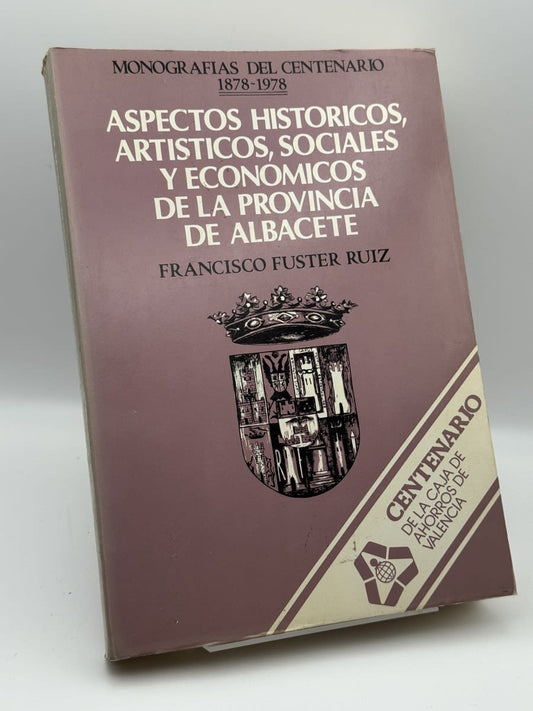 MONOGRAFIAS DEL CENTENARIO
1878-1978
ASPECTOS HISTORICOS,
ARTISTICOS, SOCIALES
Y ECONOMICOS
DE LA PROVINCIA
DE ALBACETE
FRANCISCO FUSTER RUIZ
CENTENARIO
DE LA CAJA DE
AHORROS DE
VALENCIA